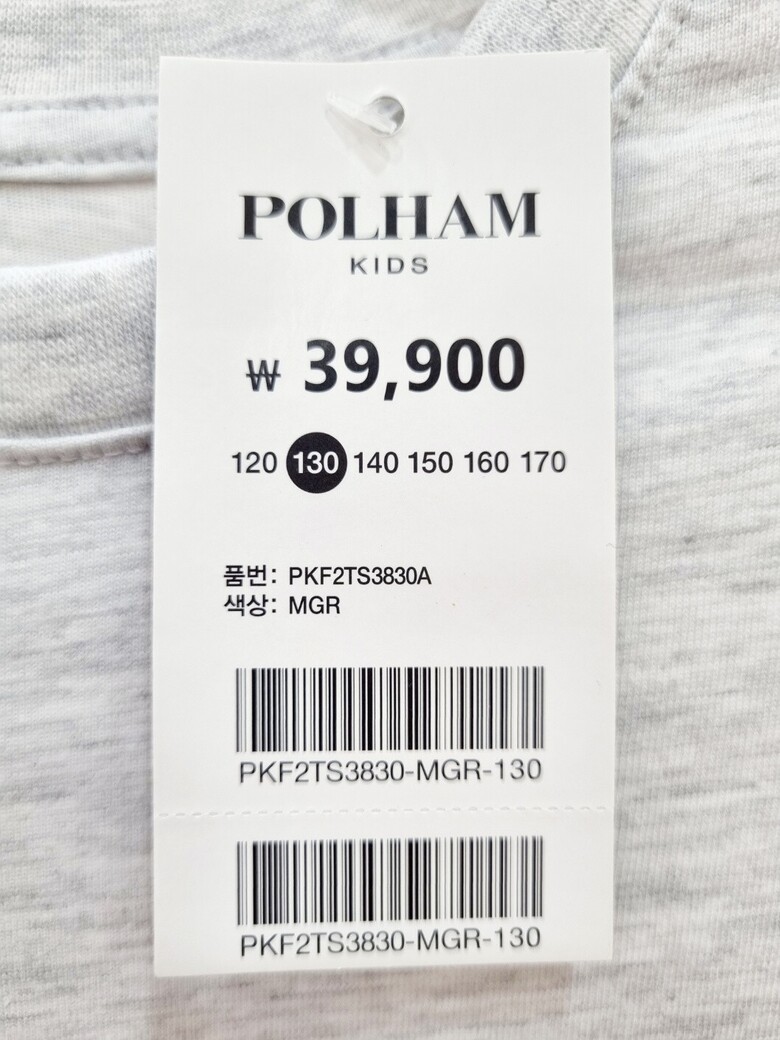 POLHAM
KIDS
₩ 39,900
120 130 140 150 160 170
품번: PKF2TS3830A
색상: MGR
PKF2TS3830-MGR-130
PKF2TS3830-MGR-130